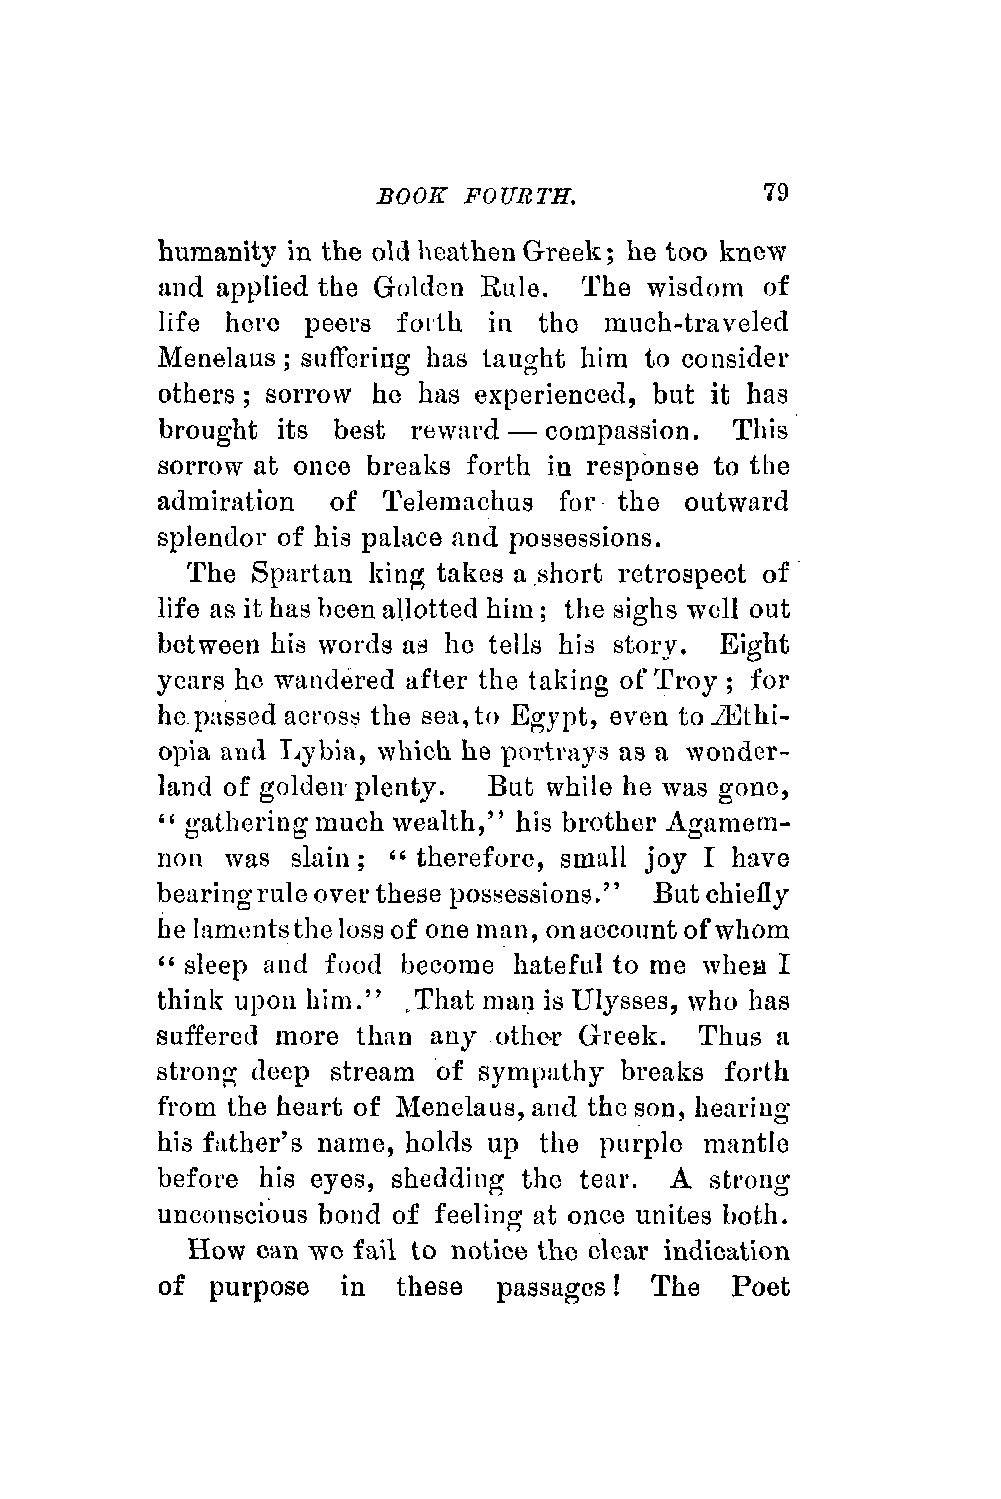 BOOK FOURTH. 79
humanity in the old heathen Greek; he too knew
and applied the Golden Rule. The wisdom of
life here peers forth in the much-traveled
Menelaus; suffering has taught him to consider
others; sorrow he has experienced, but it has
brought its best reward — compassion. This
sorrow at once breaks forth in response to the
admiration of Telemachus for the outward
splendor of his palace and possessions.
The Spartan king takes a short retrospect of
life as it has been allotted him; the sighs well out
between his words as he tells his story. Eight
years he wandered after the taking of Troy; for
he passed across the sea, to Egypt, even to Æthi-
opia and Lybia, which he portrays as a wonder-
land of golden plenty. But while he was gone,
“gathering much wealth,” his brother Agamem-
non was slain; “therefore, small joy I have
bearing rule over these possessions.” But chiefly
he laments the loss of one man, on account of whom
“sleep and food become hateful to me when I
think upon him.” That man is Ulysses, who has
suffered more than any other Greek. Thus a
strong deep stream of sympathy breaks forth
from the heart of Menelaus, and the son, hearing
his father’s name, holds up the purple mantle
before his eyes, shedding the tear. A strong
unconscious bond of feeling at once unites both.
How can we fail to notice the clear indication
of purpose in these passages! The Poet